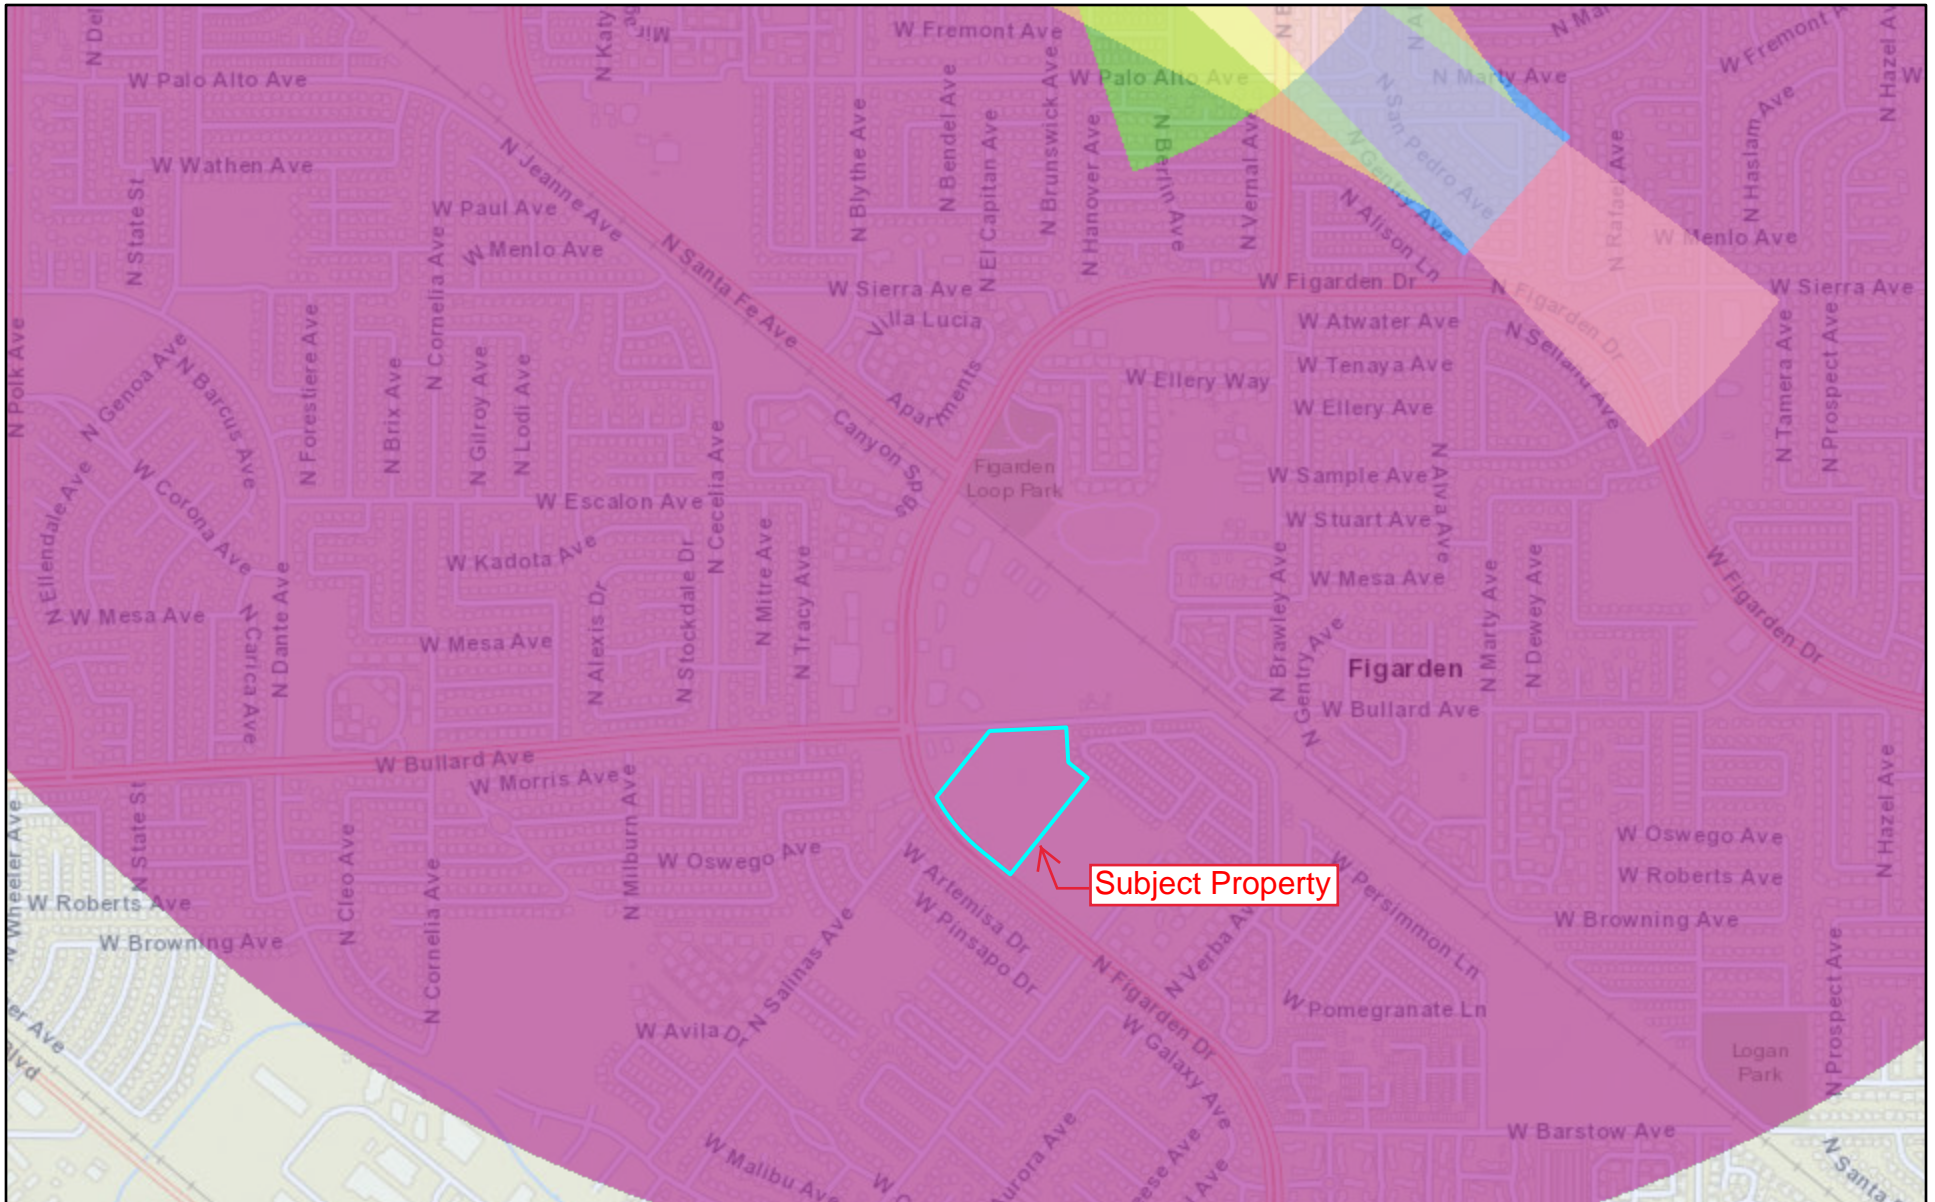 N Del
W Palo Alto Ave
N Katy
W Fremont Ave
W Palo Alto Ave
N Marty Ave
W Fremont
N Hazel Av
W Wathen Ave
N State St
N Jeanne Ave
W Paul Ave
W Menlo Ave
N Cornelia Ave
N Santa Fe Ave
N Blythe Ave
N Bendel Ave
N El Capitan Ave
N Brunswick Ave
N Hanover Ave
N Berlin Ave
N Vernal Ave
N San Pedro Ave
N Gentry Ave
N Alison Ln
N Rafael Ave
N Haslam Ave
W Menlo Ave
W Sierra Ave
Villa Lucia
Apartments
W Figarden Dr
N Figarden Dr
W Sierra Ave
W Atwater Ave
N Selland Ave
W Tenaya Ave
W Ellery Way
W Ellery Ave
N Tamera Ave
N Prospect Ave
N Polk Ave
N Genoa Ave
N Barcus Ave
N Forestiere Ave
N Brix Ave
N Gilroy Ave
N Lodi Ave
Canyon Spgs
N Cecelia Ave
Figarden
Loop Park
W Sample Ave
N Alva Ave
W Stuart Ave
N Ellendale Ave
W Corona Ave
W Escalon Ave
W Kadota Ave
N Stockdale Dr
N Mitre Ave
N Tracy Ave
W Mesa Ave
N Brawley Ave
N Marty Ave
N Dewey Ave
W Figarden Dr
W Mesa Ave
N Carica Ave
N Dante Ave
W Mesa Ave
N Alexis Dr
N Gentry Ave
Figarden
W Bullard Ave
W Bullard Ave
W Morris Ave
N Wheeler Ave
N State St
N Cleo Ave
N Cornelia Ave
N Milburn Ave
W Oswego Ave
W Artemisa Dr
W Pinsapo Dr
Subject Property
W Persimmon Ln
W Oswego Ave
W Roberts Ave
N Hazel Ave
W Browning Ave
W Roberts Ave
W Browning Ave
N Salinas Ave
N Figarden Dr
N Verba Av
W Pomegranate Ln
N Prospect Ave
er Ave
Blvd
W Avila Dr
W Galaxy Ave
Logan
Park
W Malibu Ave
Aurora Ave
ese Ave
W Barstow Ave
N Santa